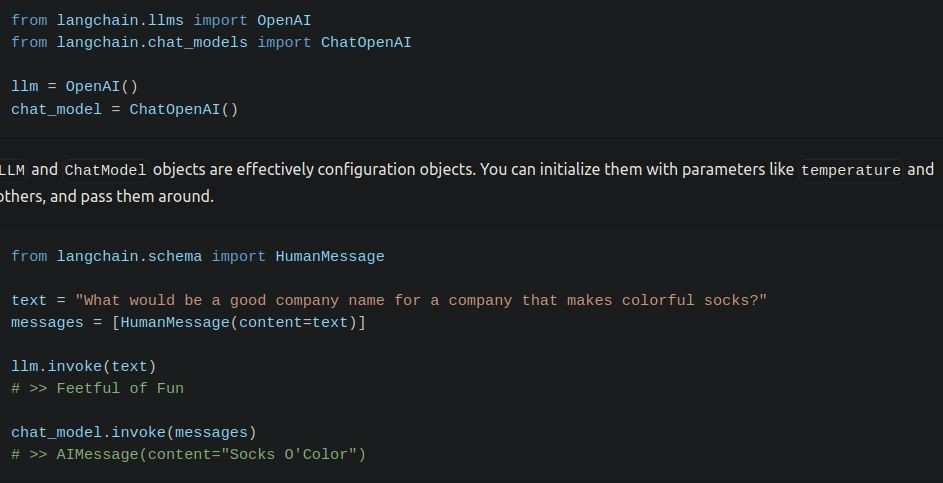 from langchain.llms import OpenAI
from langchain.chat_models import ChatOpenAI
llm = OpenAI()
chat_model = ChatOpenAI()
LLM and ChatModel objects are effectively configuration objects. You can initialize them with parameters like temperature and
others, and pass them around.
from langchain.schema import HumanMessage
text = "What would be a good company name for a company that makes colorful socks?"
messages = [HumanMessage(content=text)]
llm.invoke(text)
# >> Feetful of Fun
chat_model.invoke(messages)
# >> AIMessage(content="Socks O'Color")